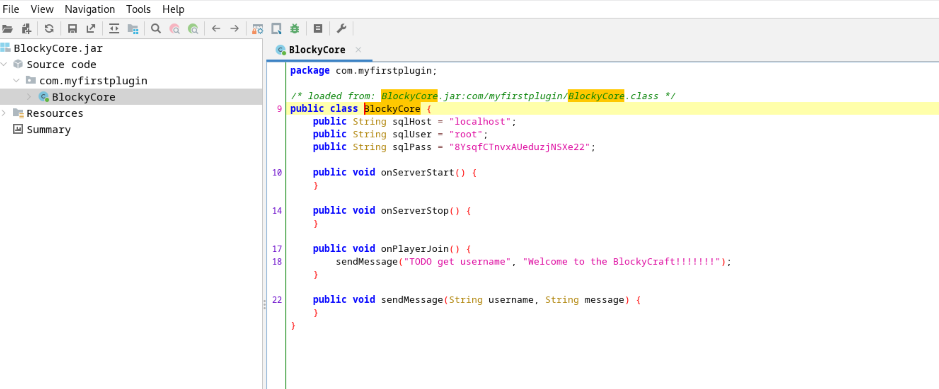 File View Navigation Tools Help
BlockyCore.jar
Source code
com.myfirstplugin
BlockyCore
Resources
Summary
BlockyCore
package com.myfirstplugin;
/* loaded from: BlockyCore.jar:com/myfirstplugin/BlockyCore.class */
9 public class BlockyCore {
public String sqlHost = "localhost";
public String sqlUser = "root";
public String sqlPass = "8YsqfCTnvxAUeduzjNSXe22";
10 public void onServerStart() {
}
14 public void onServerStop() {
}
17 public void onPlayerJoin() {
18 sendMessage("TODO get username", "Welcome to the BlockyCraft!!!!!!!");
}
22 public void sendMessage(String username, String message) {
}
}